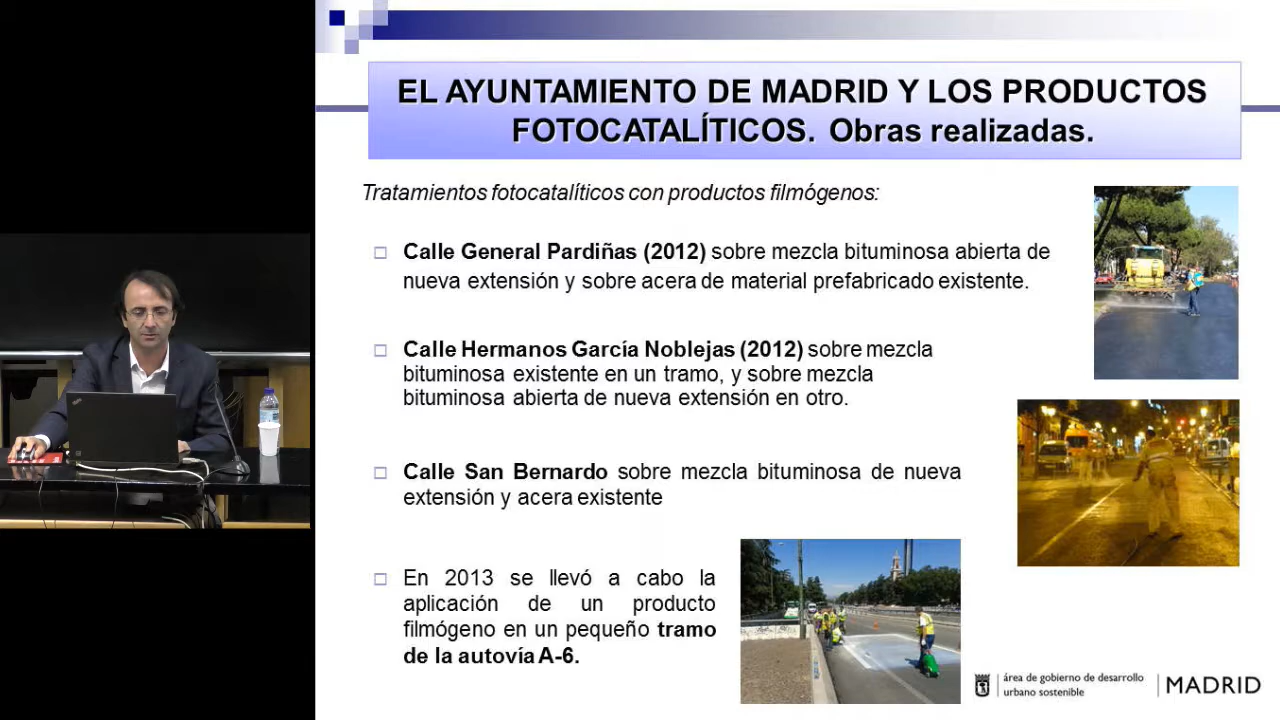 EL AYUNTAMIENTO DE MADRID Y LOS PRODUCTOS
FOTOCATALÍTICOS. Obras realizadas.
Tratamientos fotocatalíticos con productos filmógenos:
Calle General Pardiñas (2012) sobre mezcla bituminosa abierta de
nueva extensión y sobre acera de material prefabricado existente.
Calle Hermanos García Noblejas (2012) sobre mezcla
bituminosa existente en un tramo, y sobre mezcla
bituminosa abierta de nueva extensión en otro.
Calle San Bernardo sobre mezcla bituminosa de nueva
extensión y acera existente
En 2013 se llevó a cabo la
aplicación de un producto
filmógeno en un pequeño tramo
de la autovía A-6.
área de gobierno de desarrollo
urbano sostenible
MADRID